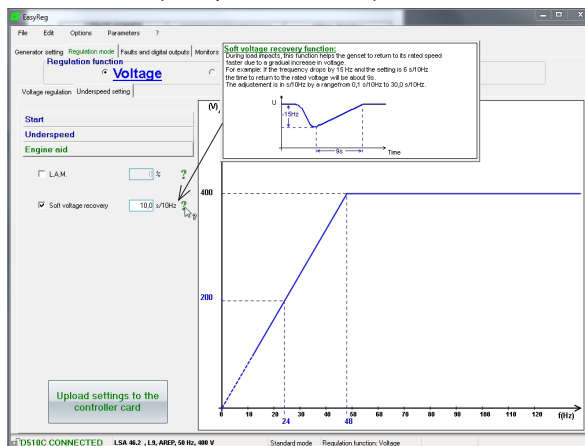 EasyReg
File Edit Options Parameters ?
Generator setting Regulation mode Faults and digital outputs Monitors
Regulation function
Voltage
Voltage regulation Underspeed setting
Soft voltage recovery function:
During load impacts, this function helps the genset to return to its rated speed
faster due to a gradual increase in voltage.
For example: If the frequency drops by 15 Hz and the setting is 6 s/10Hz
the time to return to the rated voltage will be about 9s.
The adjustement is in s/10Hz by a rangefrom 0,1 s/10Hz to 30,0 s/10Hz.
U
-15Hz
9s
Time
Start
Underspeed
Engine aid
L.A.M. 0 % ?
Soft voltage recovery 10,0 s/10Hz ?
Upload settings to the
controller card
(V)
400
200
0 10 20 30 40 50 60 70 80 90 100 110 120 f(Hz)
24 48
D510C CONNECTED LSA 46.2 , L9, AREP, 50 Hz, 400 V Standard mode Regulation function: Voltage